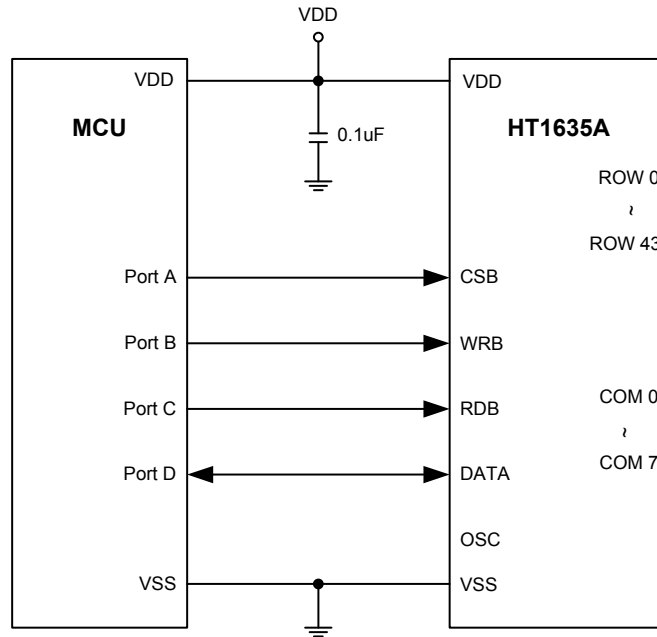 VDD
VDD
VDD
MCU
HT1635A
0.1uF
ROW 0
~
ROW 43
Port A
CSB
Port B
WRB
Port C
RDB
COM 0
~
COM 7
Port D
DATA
OSC
VSS
VSS